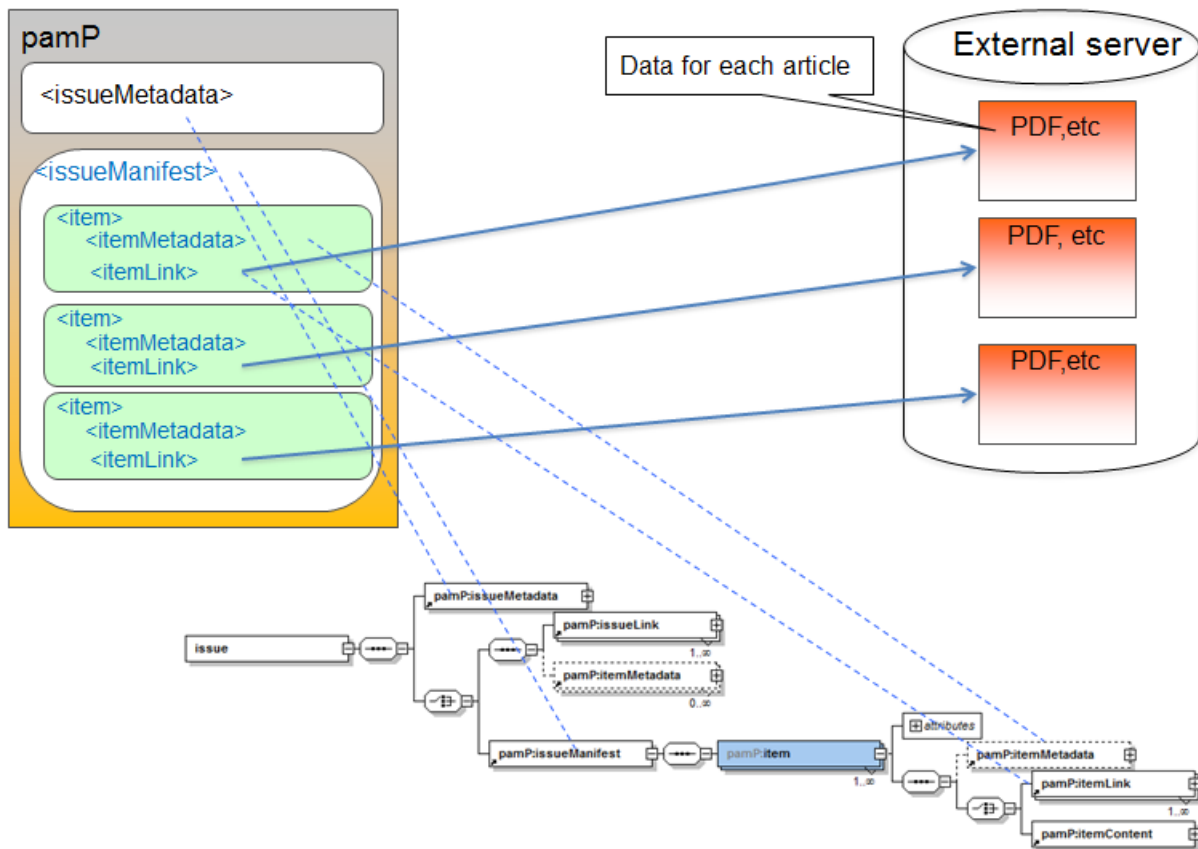 pamP
<issueMetadata>
<issueManifest>
<item>
<itemMetadata>
<itemLink>
<item>
<itemMetadata>
<itemLink>
<item>
<itemMetadata>
<itemLink>
Data for each article
External server
PDF,etc
PDF, etc
PDF,etc
issue
pamP:issueMetadata
pamP:issueLink
1..∞
pamP:itemMetadata
0..∞
pamP:issueManifest
pamP:item
1..∞
attributes
pamP:itemMetadata
pamP:itemLink
1..∞
pamP:itemContent